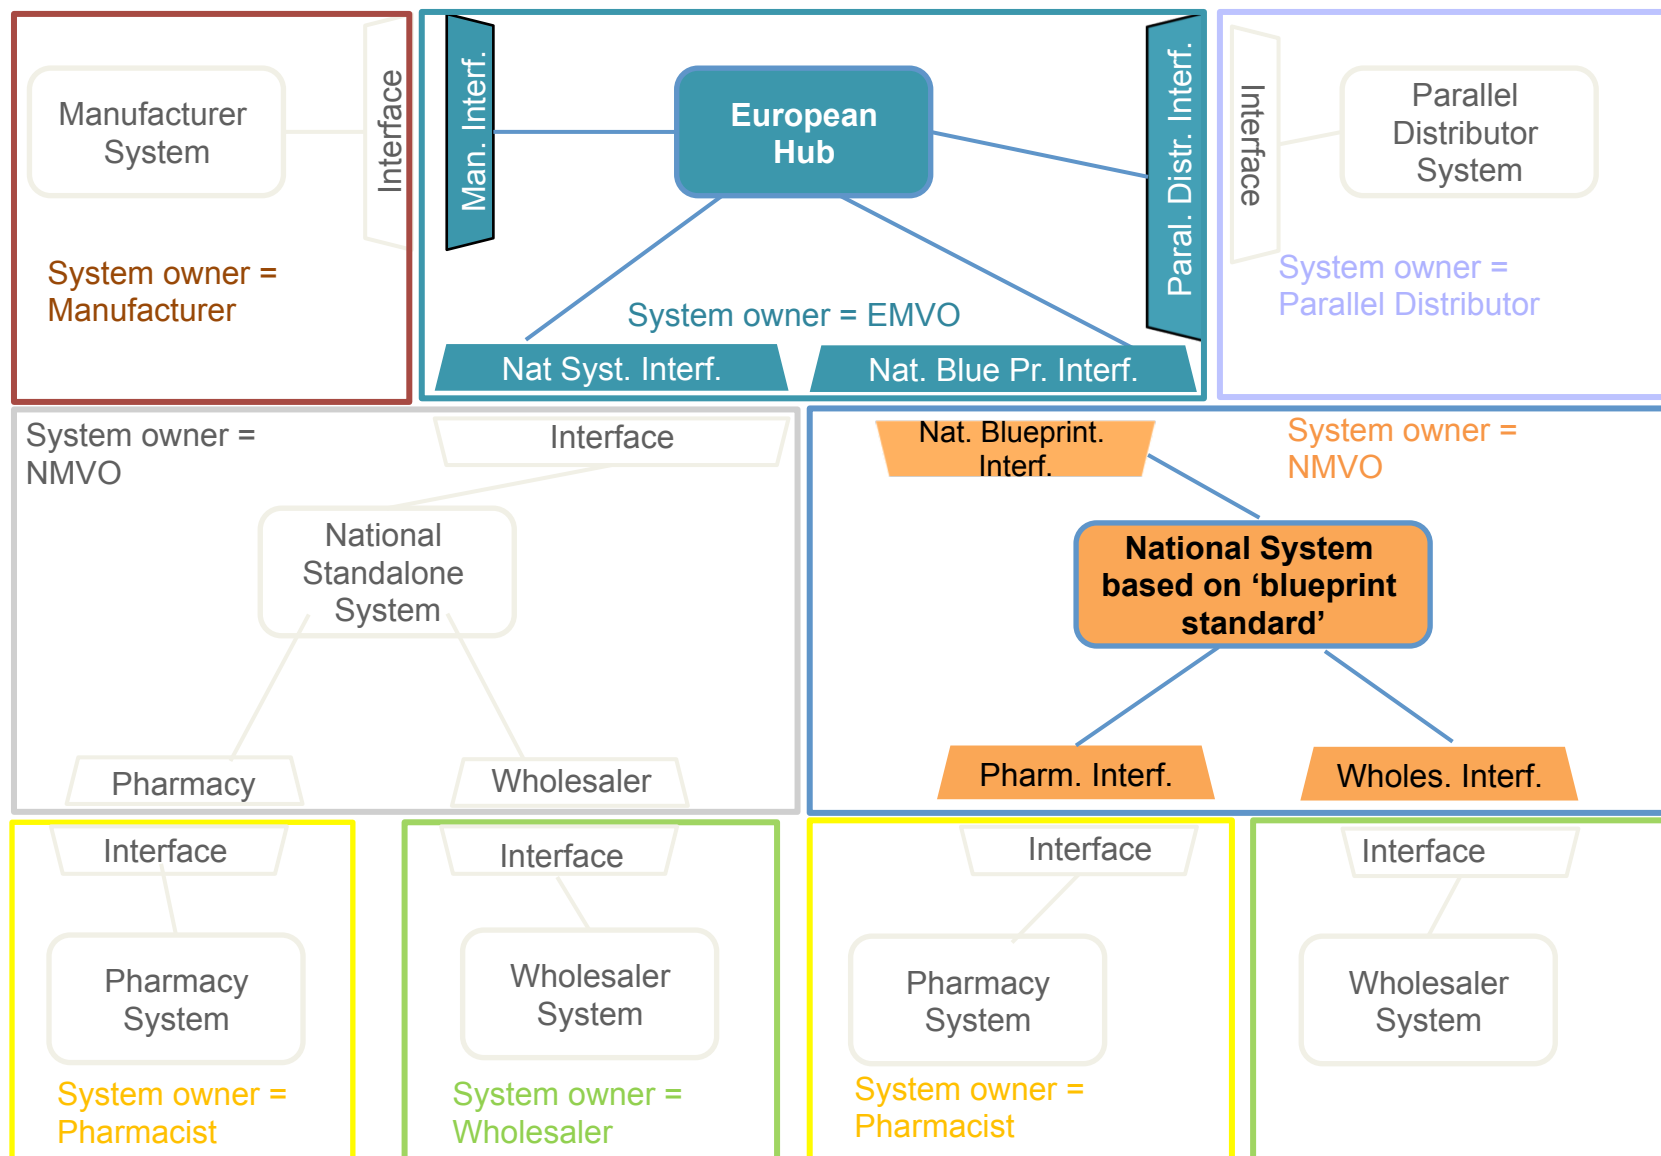 Manufacturer
System
Interface
System owner =
Manufacturer
Man. Interf.
European
Hub
Paral. Distr. Interf.
System owner = EMVO
Nat Syst. Interf.
Nat. Blue Pr. Interf.
Interface
Parallel
Distributor
System
System owner =
Parallel Distributor
System owner =
NMVO
Interface
National
Standalone
System
Pharmacy
Wholesaler
Nat. Blueprint.
Interf.
System owner =
NMVO
National System
based on ‘blueprint
standard’
Pharm. Interf.
Wholes. Interf.
Interface
Pharmacy
System
System owner =
Pharmacist
Interface
Wholesaler
System
System owner =
Wholesaler
Interface
Pharmacy
System
System owner =
Pharmacist
Interface
Wholesaler
System